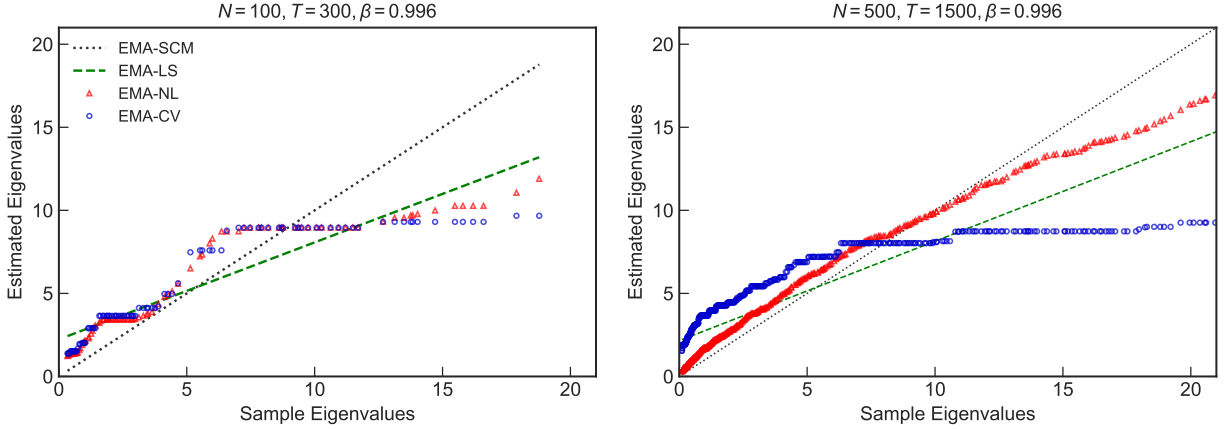 N = 100, T = 300, β = 0.996
EMA-SCM
EMA-LS
EMA-NL
EMA-CV
Estimated Eigenvalues
20
15
10
5
0
0 5 10 15 20
Sample Eigenvalues
N = 500, T = 1500, β = 0.996
Estimated Eigenvalues
20
15
10
5
0
0 5 10 15 20
Sample Eigenvalues